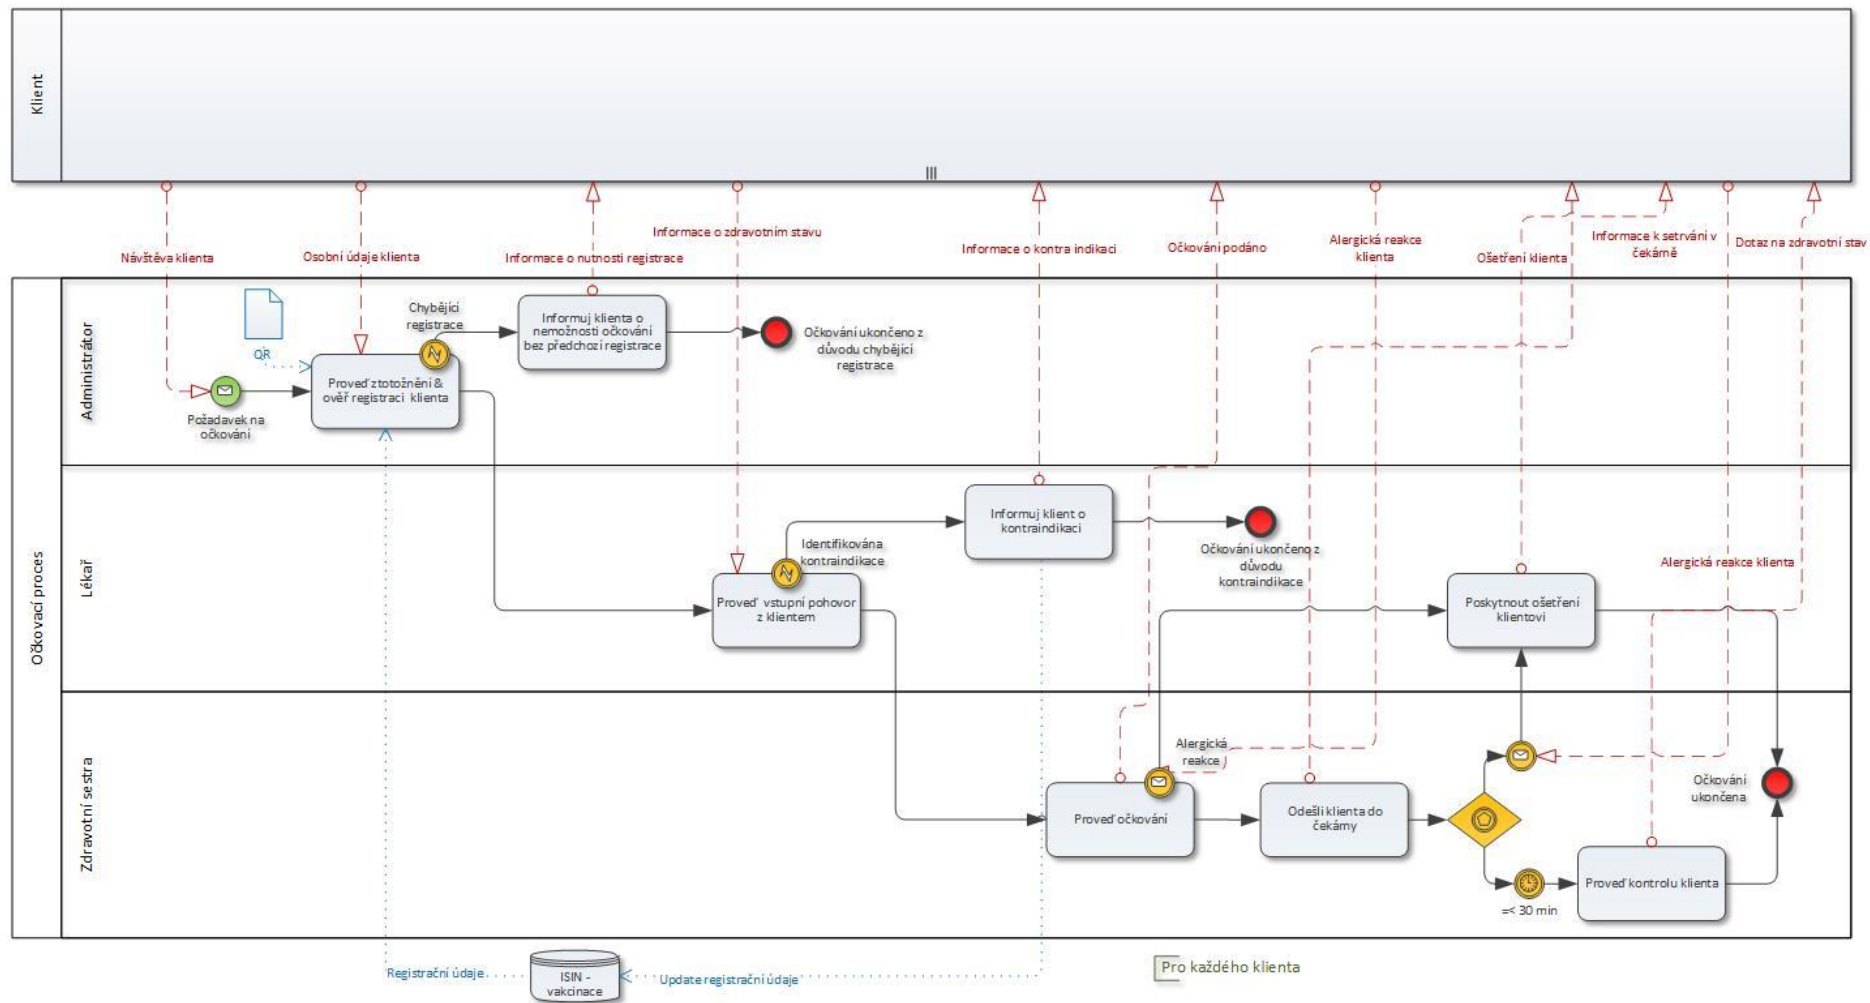 Klient
Návštěva klienta
Osobní údaje klienta
Informace o nutnosti registrace
Informace o zdravotním stavu
Informace o kontra indikaci
Očkování podáno
Alergická reakce
klienta
Ošetření klienta
Informace k setrvání v
čekárně
Dotaz na zdravotní stav
Očkovací proces
Administrátor
QR
Požadavek na
očkování
Proveď ztotožnění &
ověř registraci klienta
Chybějící
registrace
Informuj klienta o
nemožnosti očkování
bez předchozí registrace
Očkování ukončeno z
důvodu chybějící
registrace
Lékař
Proveď vstupní pohovor
z klientem
Identifikována
kontraindikace
Informuj klient o
kontraindikaci
Očkování ukončeno z
důvodu
kontraindikace
Poskytnout ošetření
klientovi
Alergická reakce klienta
Zdravotní sestra
Proveď očkování
Alergická
reakce
Odešli klienta do
čekárny
=< 30 min
Proveď kontrolu klienta
Očkování
ukončena
Registrační údaje
ISIN -
vakcinace
Update registrační údaje
Pro každého klienta